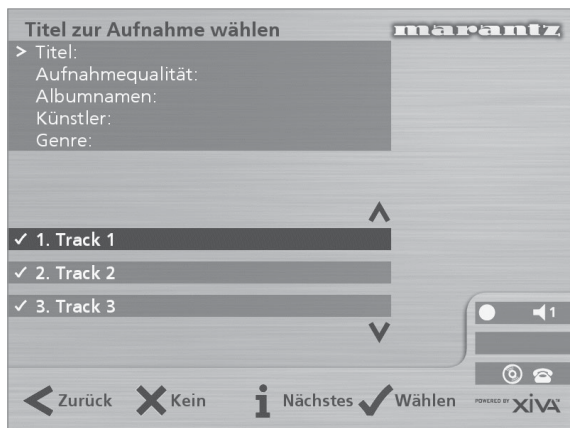 Titel zur Aufnahme wählen
marantz
> Titel:
Aufnahmequalität:
Albumnamen:
Künstler:
Genre:
✓ 1. Track 1
✓ 2. Track 2
✓ 3. Track 3
1
Zurück
Kein
i Nächstes
Wählen
POWERED BY XiVA™